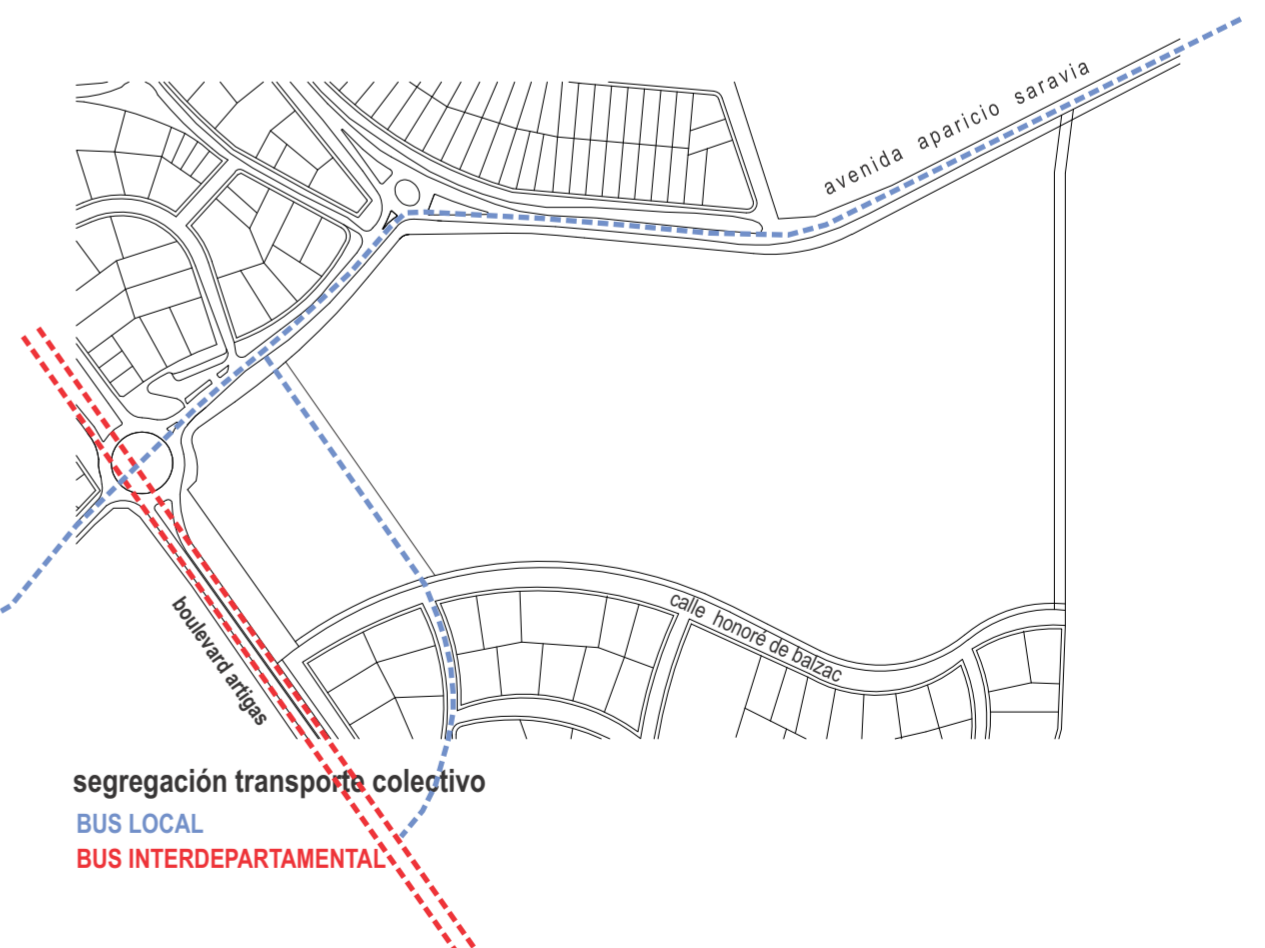 avenida aparicio saravia
calle honoré de balzac
boulevard artigas
segregación transporte colectivo
BUS LOCAL
BUS INTERDEPARTAMENTAL